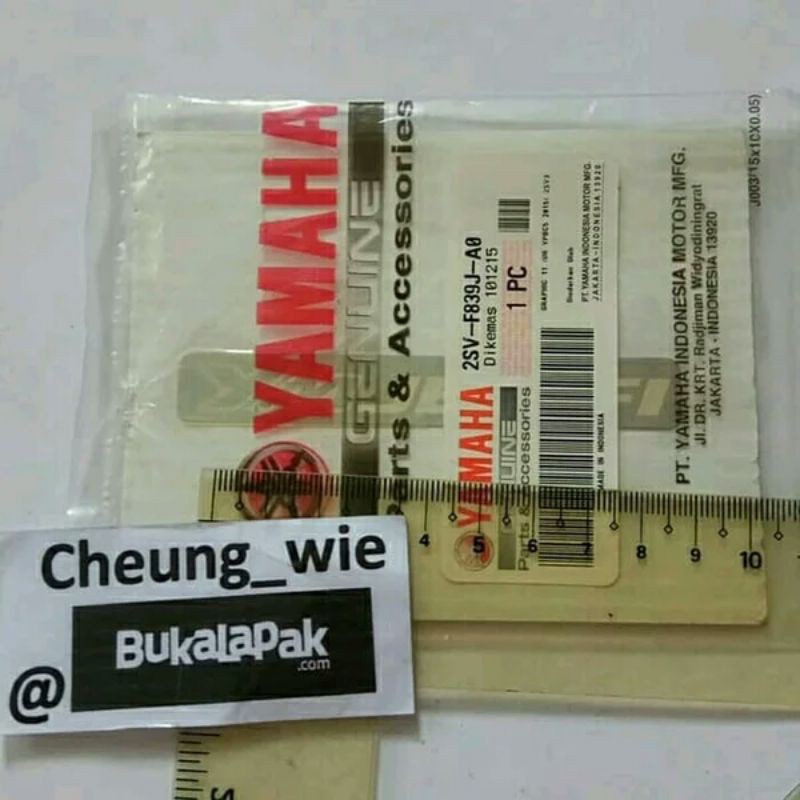 YAMAHA
GENUINE
Parts & Accessories
2SV-F839J-A0
Dikemas 101215
1 PC
YAMAHA
GENUINE
Parts & Accessories
MADE IN INDONESIA
Diedarkan Oleh
PT. YAMAHA INDONESIA MOTOR MFG.
JAKARTA-INDONESIA 13920
PT. YAMAHA INDONESIA MOTOR MFG.
Jl. DR. KRT. Radjiman Widyodiningrat
JAKARTA - INDONESIA 13920
4 5 6 7 8 9 10
Cheung_wie
@ BukaLapak
.com